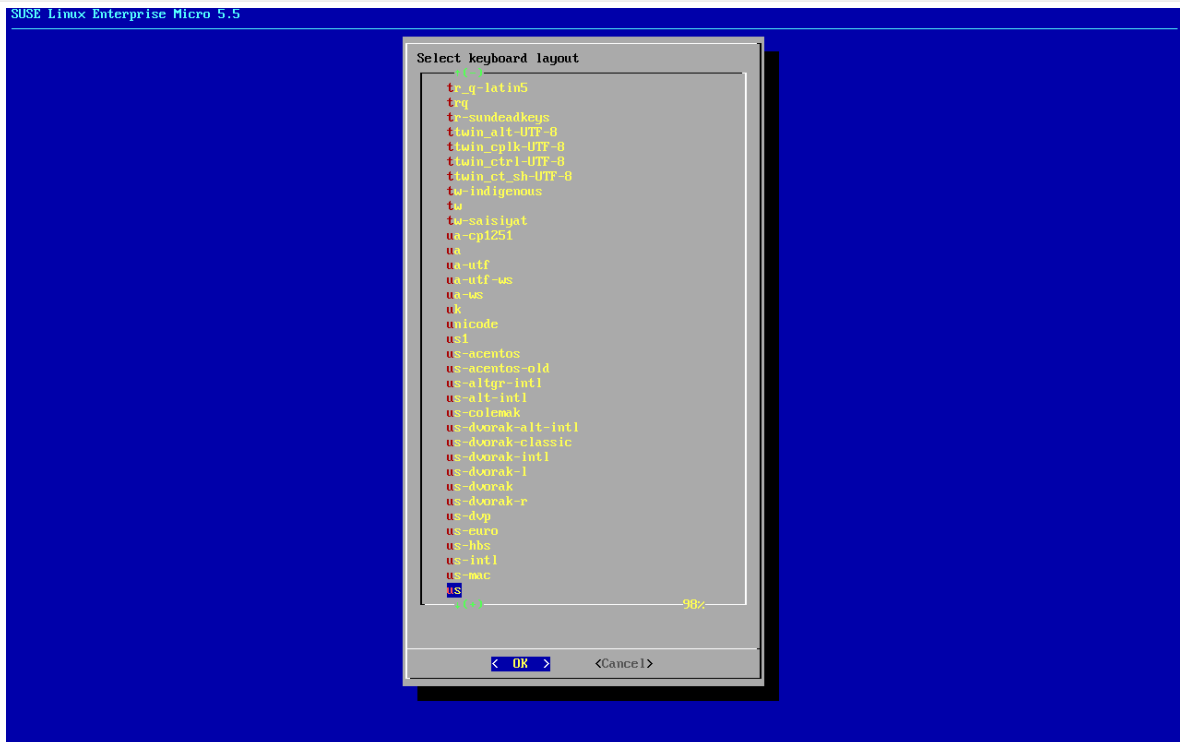 SUSE Linux Enterprise Micro 5.5
Select keyboard layout
(-)
tr_q-latin5
trq
tr-sundeadkeys
ttwin_alt-UTF-8
ttwin_cplk-UTF-8
ttwin_ctrl-UTF-8
ttwin_ct_sh-UTF-8
tw-indigenous
tw
tw-saisiyat
ua-cp1251
ua
ua-utf
ua-utf-ws
ua-ws
uk
unicode
us1
us-acentos
us-acentos-old
us-altgr-intl
us-alt-intl
us-colemak
us-dvorak-alt-intl
us-dvorak-classic
us-dvorak-intl
us-dvorak-l
us-dvorak
us-dvorak-r
us-dvp
us-euro
us-hbs
us-intl
us-mac
us
(+) 98%
< OK > <Cancel>